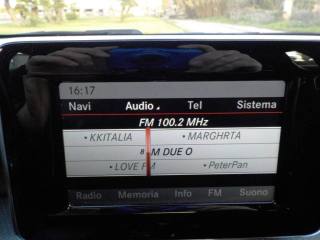 16:17
Navi Audio Tel Sistema
FM 100.2 MHz
• KKITALIA • MARGHRTA
8 M DUE O
• LOVE FM • PeterPan
Radio Memoria Info FM Suono